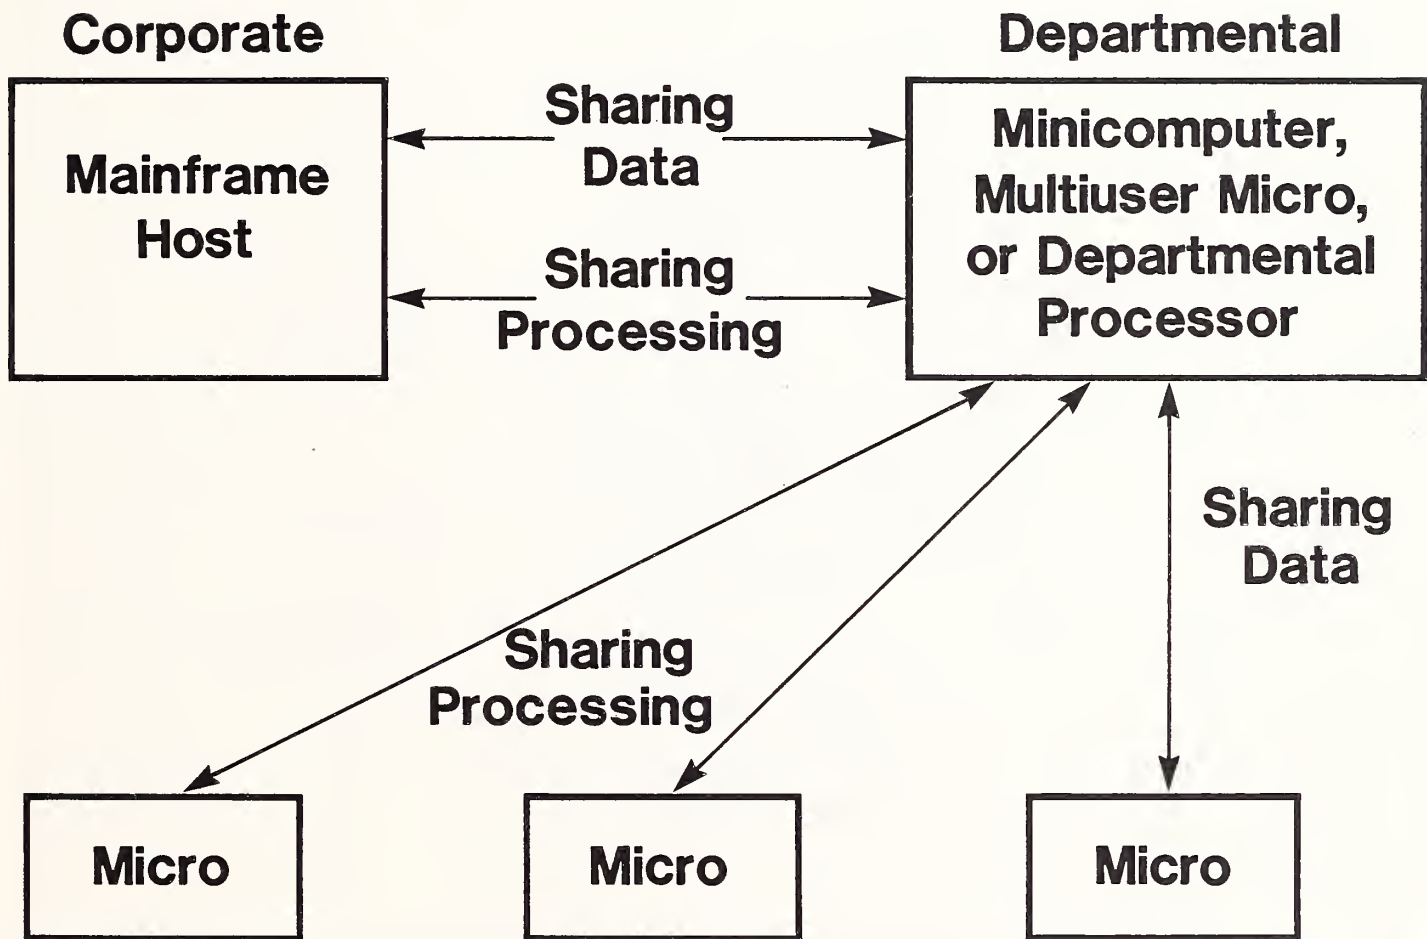 Corporate
Departmental
Mainframe
Host
Sharing
Data
Sharing
Processing
Minicomputer,
Multiuser Micro,
or Departmental
Processor
Sharing
Data
Sharing
Processing
Micro
Micro
Micro